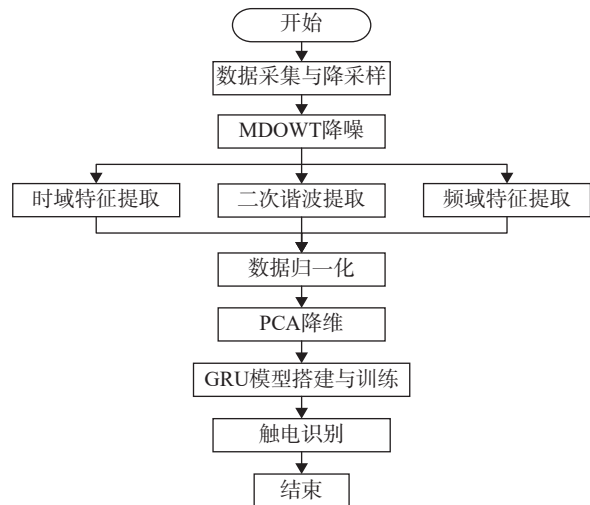 开始
数据采集与降采样
MDOWT降噪
时域特征提取
二次谐波提取
频域特征提取
数据归一化
PCA降维
GRU模型搭建与训练
触电识别
结束